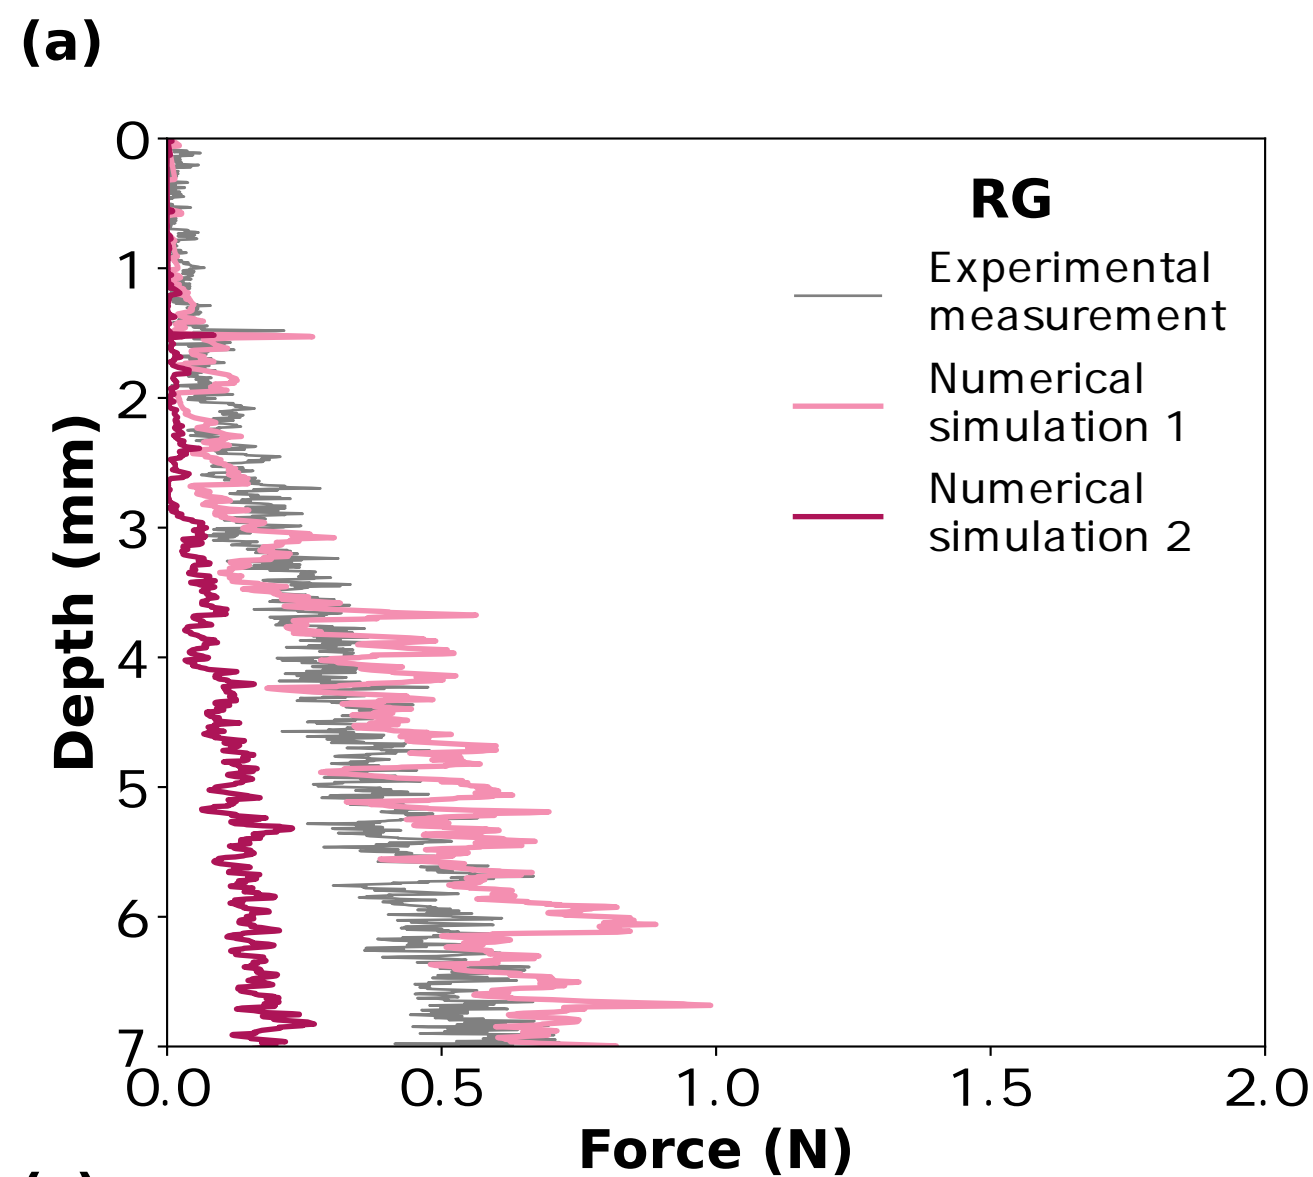 (a)
0
1
2
3
4
5
6
7
Depth (mm)
RG
Experimental
measurement
Numerical
simulation 1
Numerical
simulation 2
0.0 0.5 1.0 1.5 2.0
Force (N)